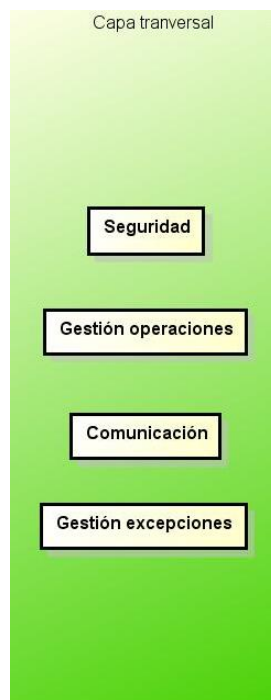 Capa tranversal
Seguridad
Gestión operaciones
Comunicación
Gestión excepciones